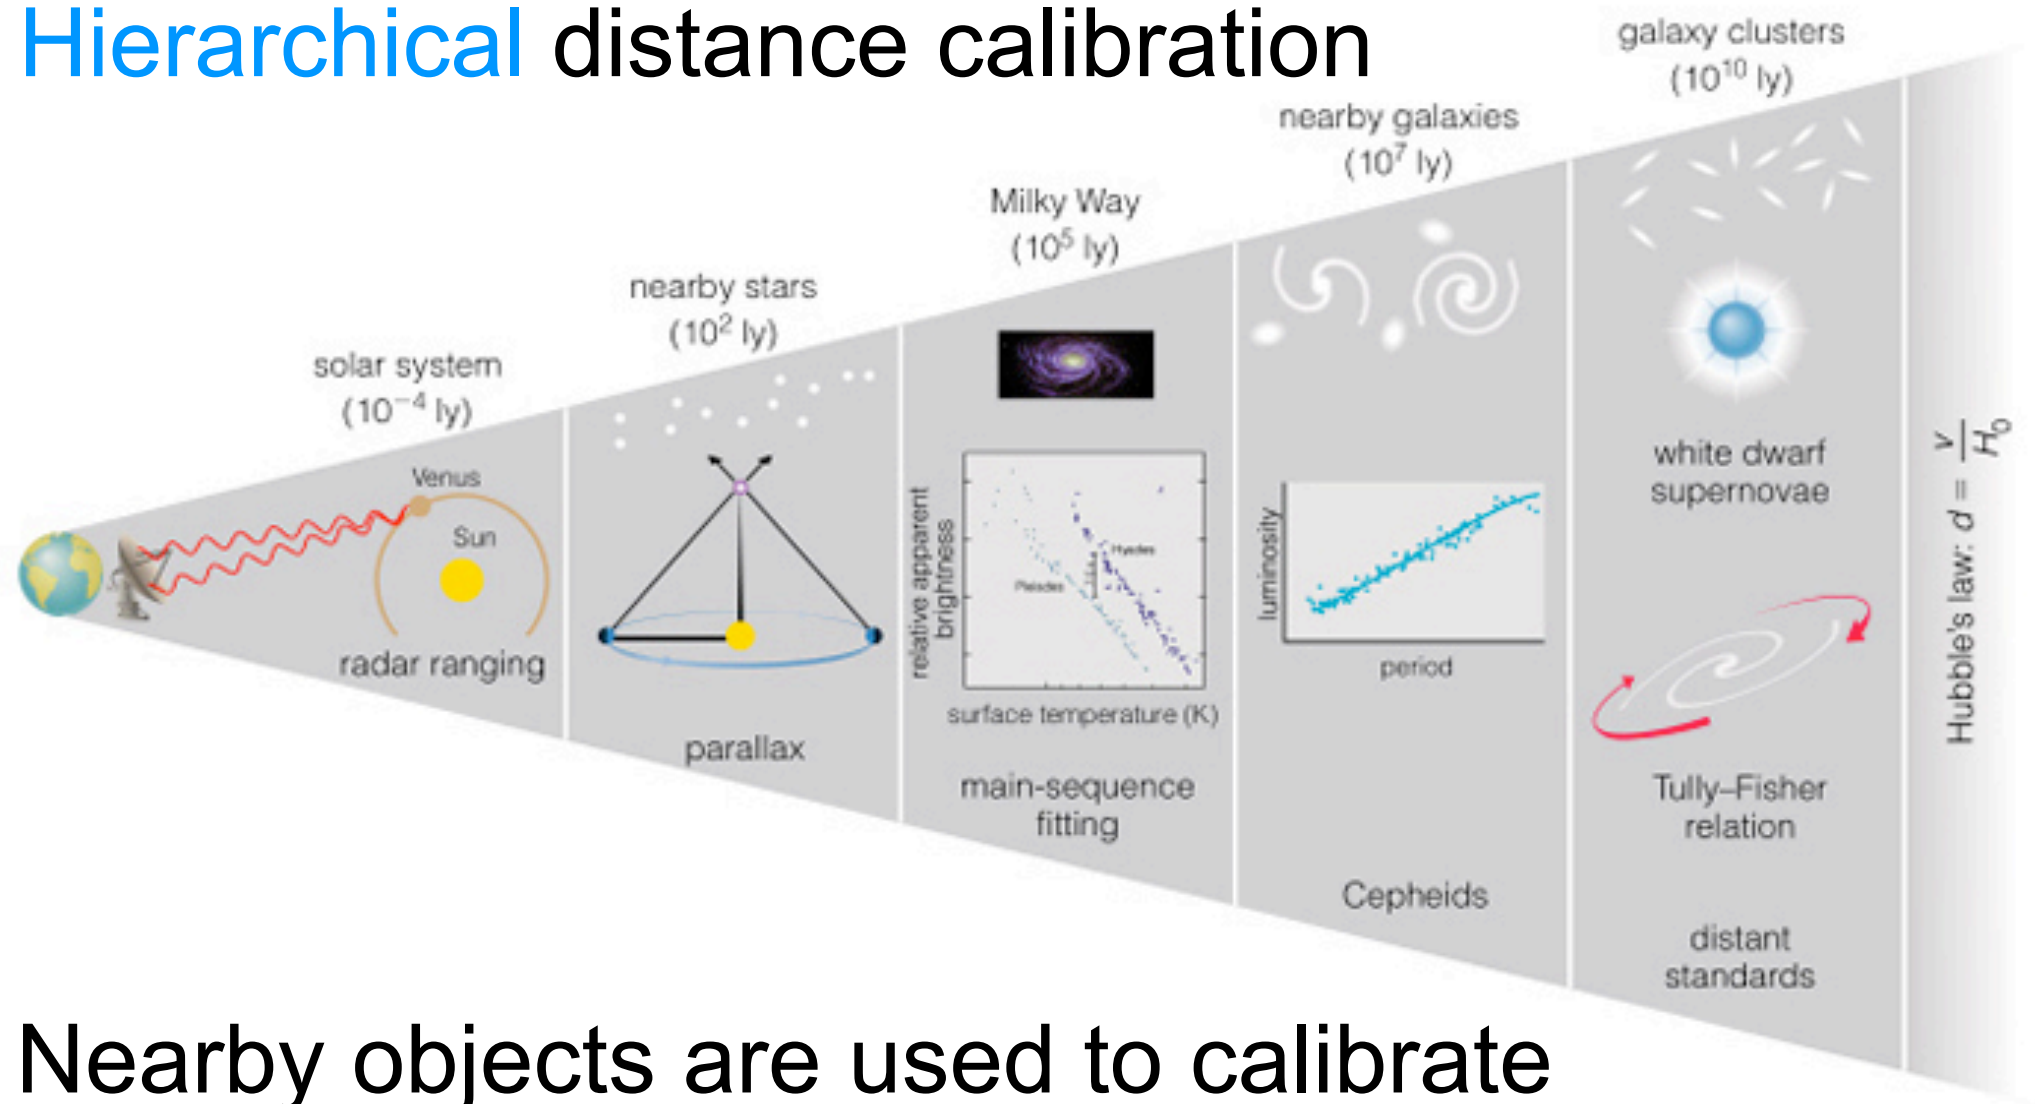 Hierarchical distance calibration
solar system
(10⁻⁴ ly)
Venus
Sun
radar ranging
nearby stars
(10² ly)
parallax
Milky Way
(10⁵ ly)
relative apparent
brightness
Hyades
Pleiades
surface temperature (K)
main-sequence
fitting
nearby galaxies
(10⁷ ly)
luminosity
period
Cepheids
galaxy clusters
(10¹⁰ ly)
white dwarf
supernovae
Tully–Fisher
relation
distant
standards
Hubble's law: d = v/H₀
Nearby objects are used to calibrate